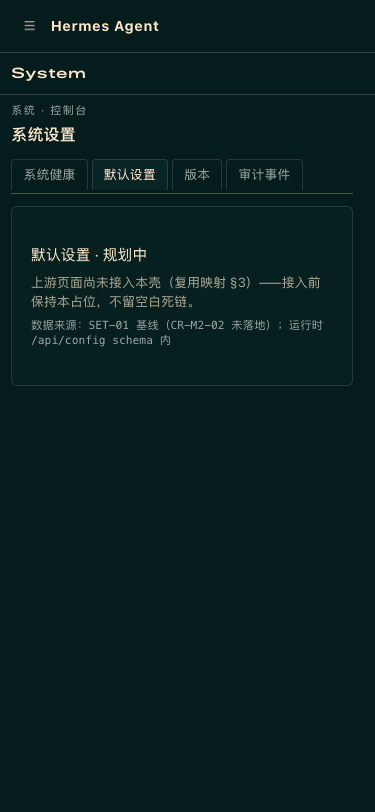 ☰ Hermes Agent
System
系统 · 控制台
系统设置
系统健康 默认设置 版本 审计事件
默认设置 · 规划中
上游页面尚未接入本壳（复用映射 §3）——接入前
保持本占位，不留空白死链。
数据来源: SET-01 基线 (CR-M2-02 未落地) ; 运行时
/api/config schema 内